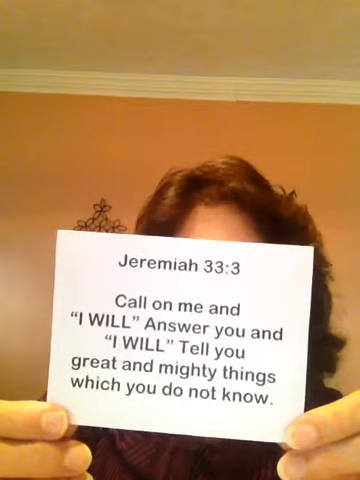 Jeremiah 33:3
Call on me and
“I WILL” Answer you and
“I WILL” Tell you
great and mighty things
which you do not know.